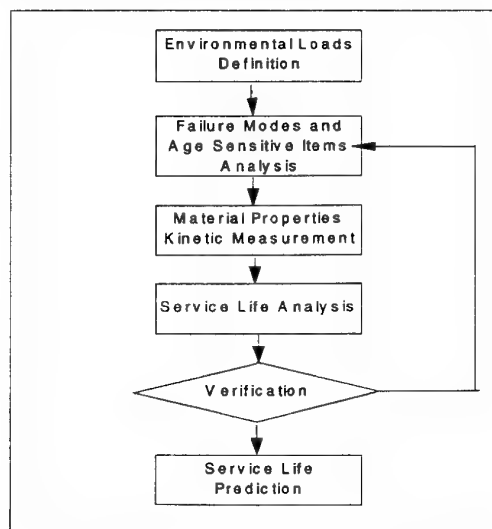 Environmental Loads
Definition
Failure Modes and
Age Sensitive Items
Analysis
Material Properties
Kinetic Measurement
Service Life Analysis
Verification
Service Life
Prediction